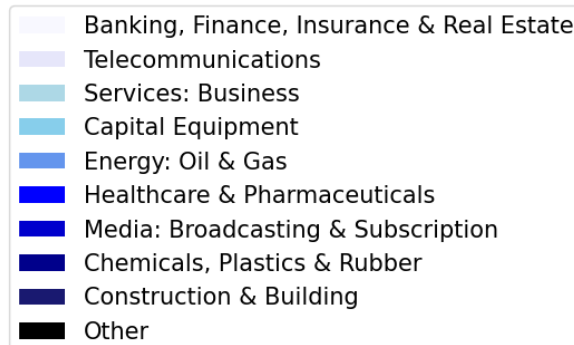 Banking, Finance, Insurance & Real Estate
Telecommunications
Services: Business
Capital Equipment
Energy: Oil & Gas
Healthcare & Pharmaceuticals
Media: Broadcasting & Subscription
Chemicals, Plastics & Rubber
Construction & Building
Other